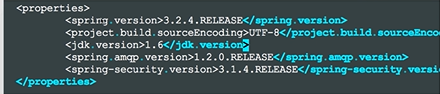 <properties>
<spring.version>3.2.4.RELEASE</spring.version>
<project.build.sourceEncoding>UTF-8</project.build.sourceEncoding
<jdk.version>1.6</jdk.version>
<spring.amqp.version>1.2.0.RELEASE</spring.amqp.version>
<spring-security.version>3.1.4.RELEASE</spring-security.versi
</properties>